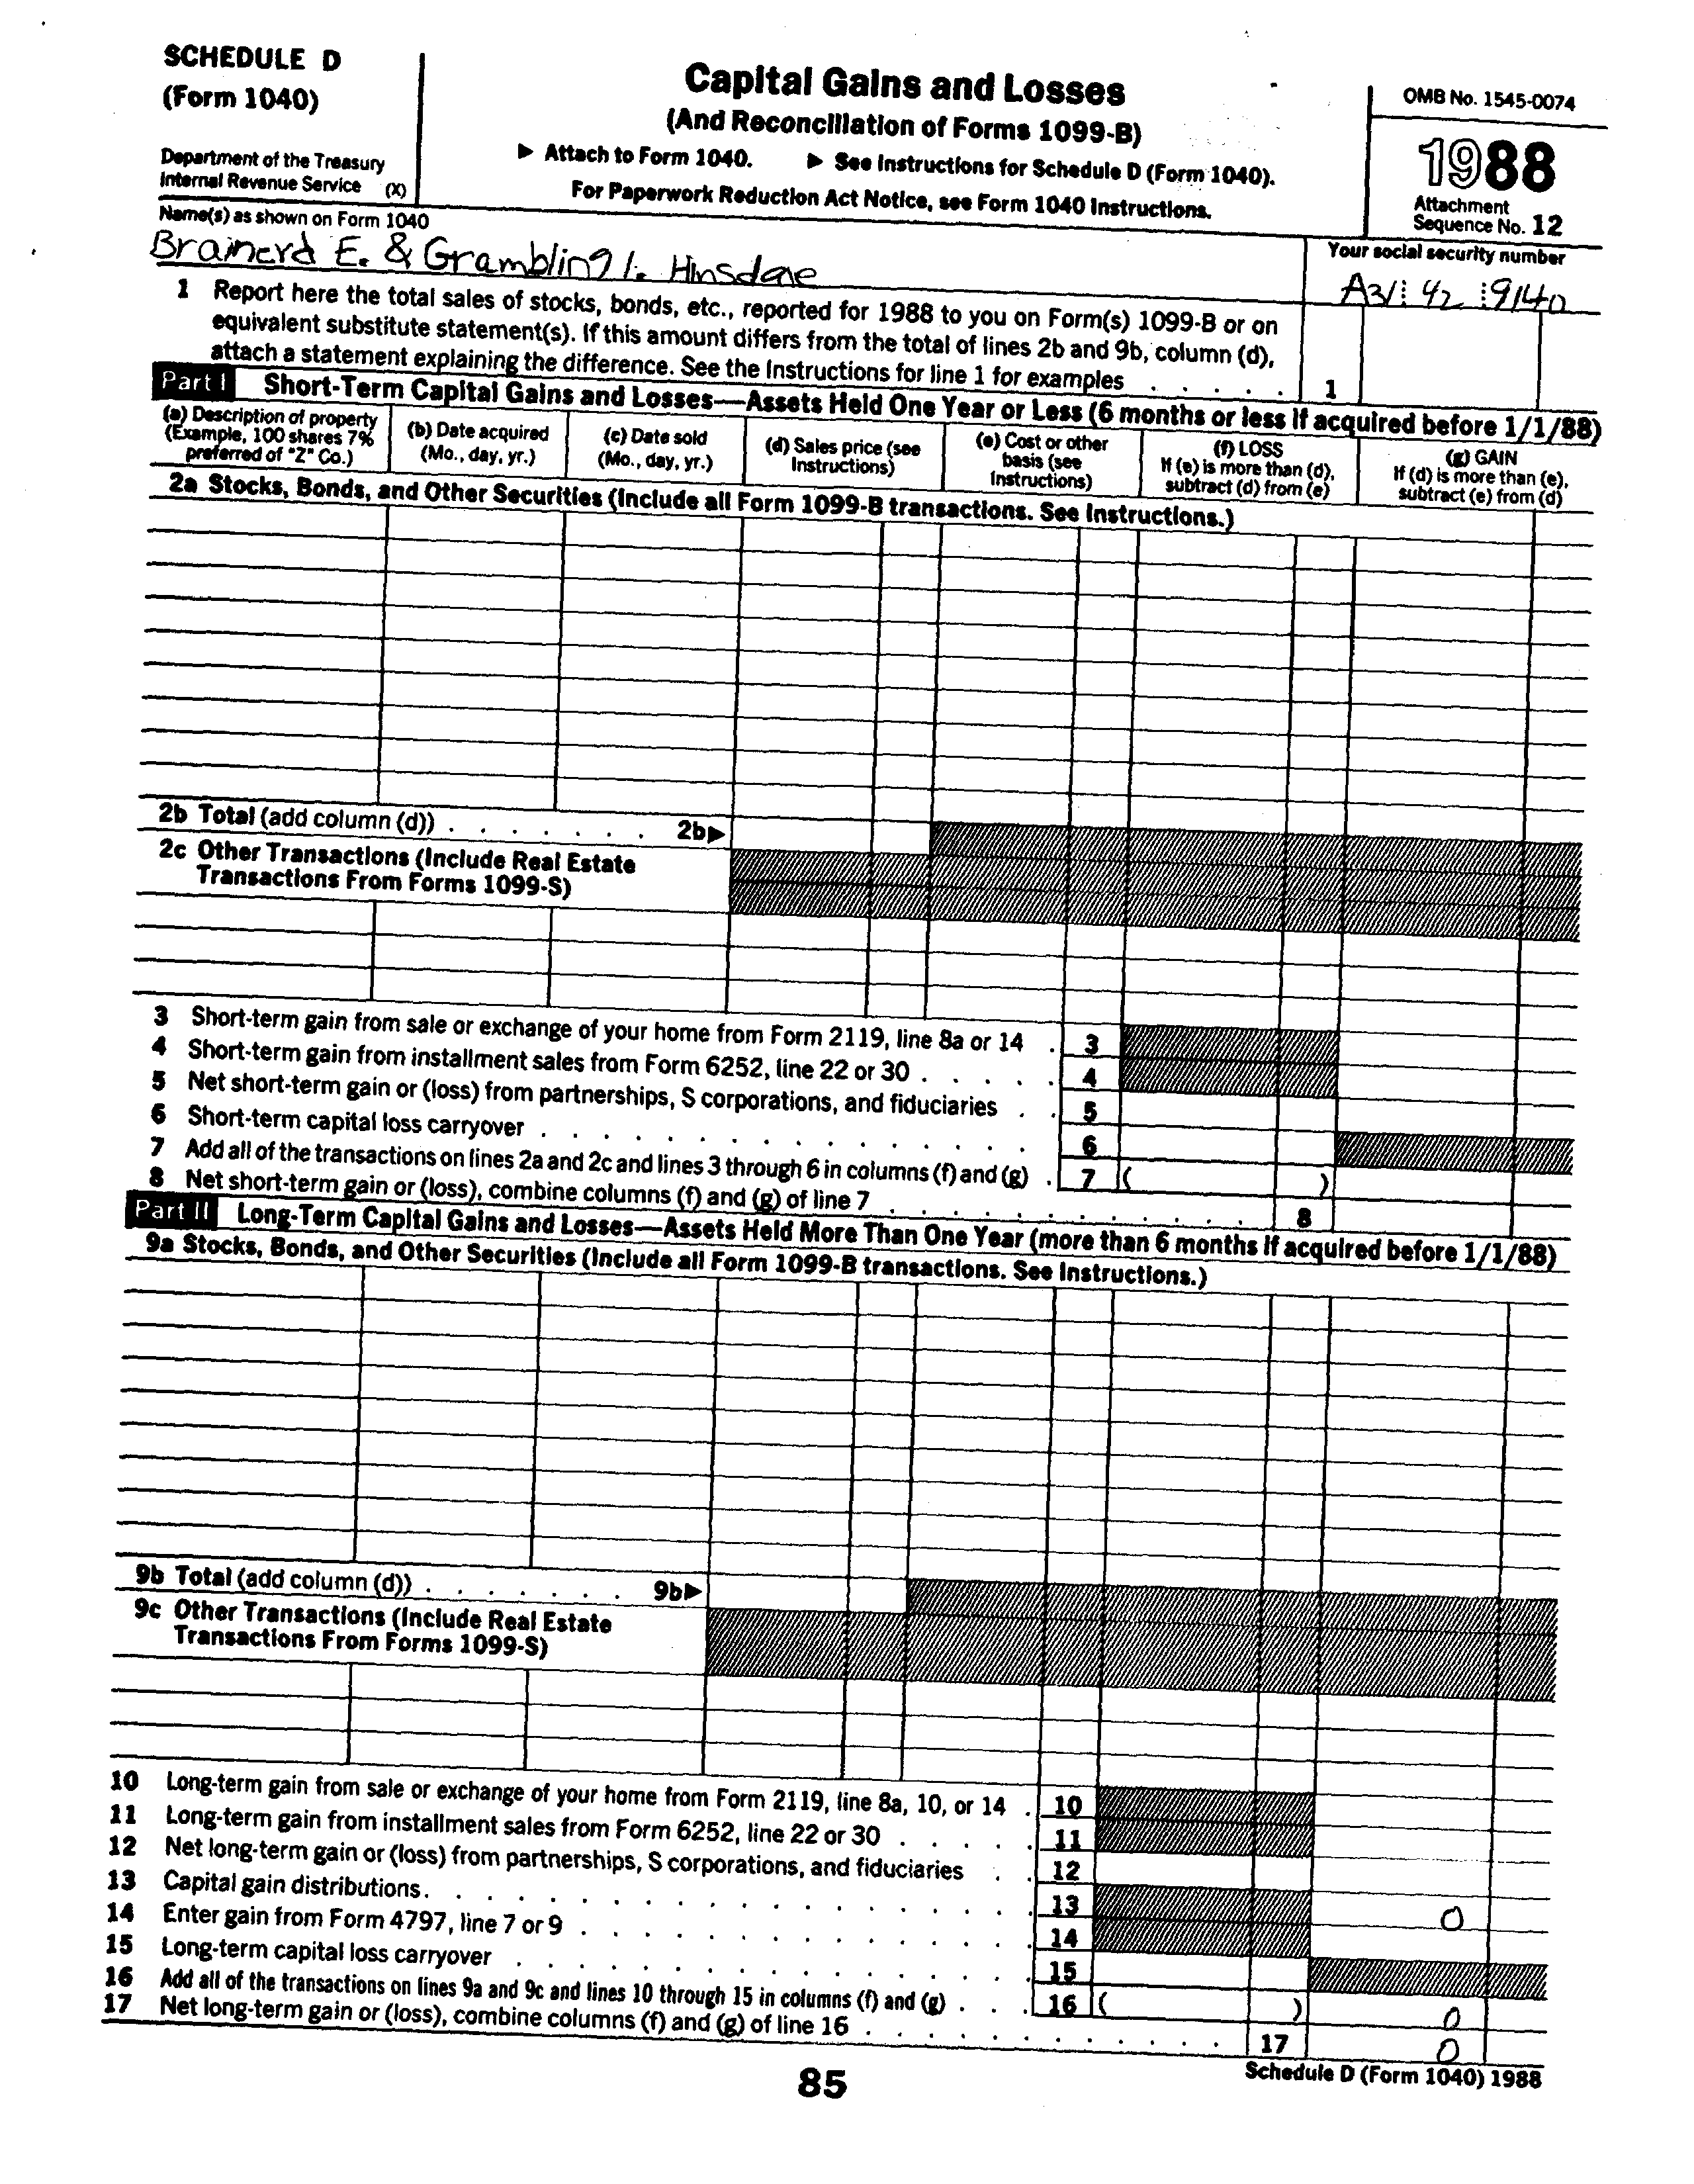 SCHEDULE D
(Form 1040)
Department of the Treasury
Internal Revenue Service (X)
Capital Gains and Losses
(And Reconciliation of Forms 1099-B)
▶ Attach to Form 1040. ▶ See Instructions for Schedule D (Form 1040).
For Paperwork Reduction Act Notice, see Form 1040 Instructions.
OMB No. 1545-0074
1988
Attachment
Sequence No. 12
Name(s) as shown on Form 1040
Brainerd E. & Grambling L. Hinsdale
Your social security number
A31 42 9140
1 Report here the total sales of stocks, bonds, etc., reported for 1988 to you on Form(s) 1099-B or on
equivalent substitute statement(s). If this amount differs from the total of lines 2b and 9b, column (d),
attach a statement explaining the difference. See the Instructions for line 1 for examples . . . . . 1
Part I Short-Term Capital Gains and Losses—Assets Held One Year or Less (6 months or less if acquired before 1/1/88)
(a) Description of property
(Example, 100 shares 7%
preferred of "Z" Co.)
(b) Date acquired
(Mo., day, yr.)
(c) Date sold
(Mo., day, yr.)
(d) Sales price (see
Instructions)
(e) Cost or other
basis (see
Instructions)
(f) LOSS
If (e) is more than (d),
subtract (d) from (e)
(g) GAIN
If (d) is more than (e),
subtract (e) from (d)
2a Stocks, Bonds, and Other Securities (Include all Form 1099-B transactions. See Instructions.)
2b Total (add column (d)) . . . . . . . 2b▶
2c Other Transactions (Include Real Estate
Transactions From Forms 1099-S)
3 Short-term gain from sale or exchange of your home from Form 2119, line 8a or 14 . 3
4 Short-term gain from installment sales from Form 6252, line 22 or 30 . . . . . 4
5 Net short-term gain or (loss) from partnerships, S corporations, and fiduciaries . . 5
6 Short-term capital loss carryover . . . . . . . . . . . . . . . . 6
7 Add all of the transactions on lines 2a and 2c and lines 3 through 6 in columns (f) and (g) . 7 ( )
8 Net short-term gain or (loss), combine columns (f) and (g) of line 7 . . . . . . . . . . . . 8
Part II Long-Term Capital Gains and Losses—Assets Held More Than One Year (more than 6 months if acquired before 1/1/88)
9a Stocks, Bonds, and Other Securities (Include all Form 1099-B transactions. See Instructions.)
9b Total (add column (d)) . . . . . . . 9b▶
9c Other Transactions (Include Real Estate
Transactions From Forms 1099-S)
10 Long-term gain from sale or exchange of your home from Form 2119, line 8a, 10, or 14 . 10
11 Long-term gain from installment sales from Form 6252, line 22 or 30 . . . . . 11
12 Net long-term gain or (loss) from partnerships, S corporations, and fiduciaries . . 12
13 Capital gain distributions. . . . . . . . . . . . . . . . . . . . 13 0
14 Enter gain from Form 4797, line 7 or 9 . . . . . . . . . . . . . . . 14
15 Long-term capital loss carryover . . . . . . . . . . . . . . . . . 15
16 Add all of the transactions on lines 9a and 9c and lines 10 through 15 in columns (f) and (g) . . . 16 ( ) 0
17 Net long-term gain or (loss), combine columns (f) and (g) of line 16 . . . . . . . . . . . . 17 0
Schedule D (Form 1040) 1988
85